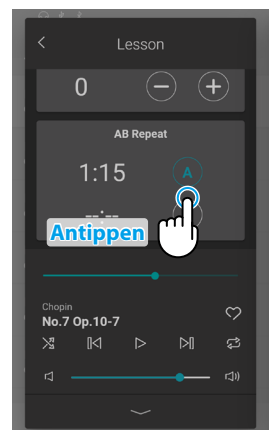 Lesson
0
AB Repeat
1:15 A
--:--
Antippen
Chopin
No.7 Op.10-7